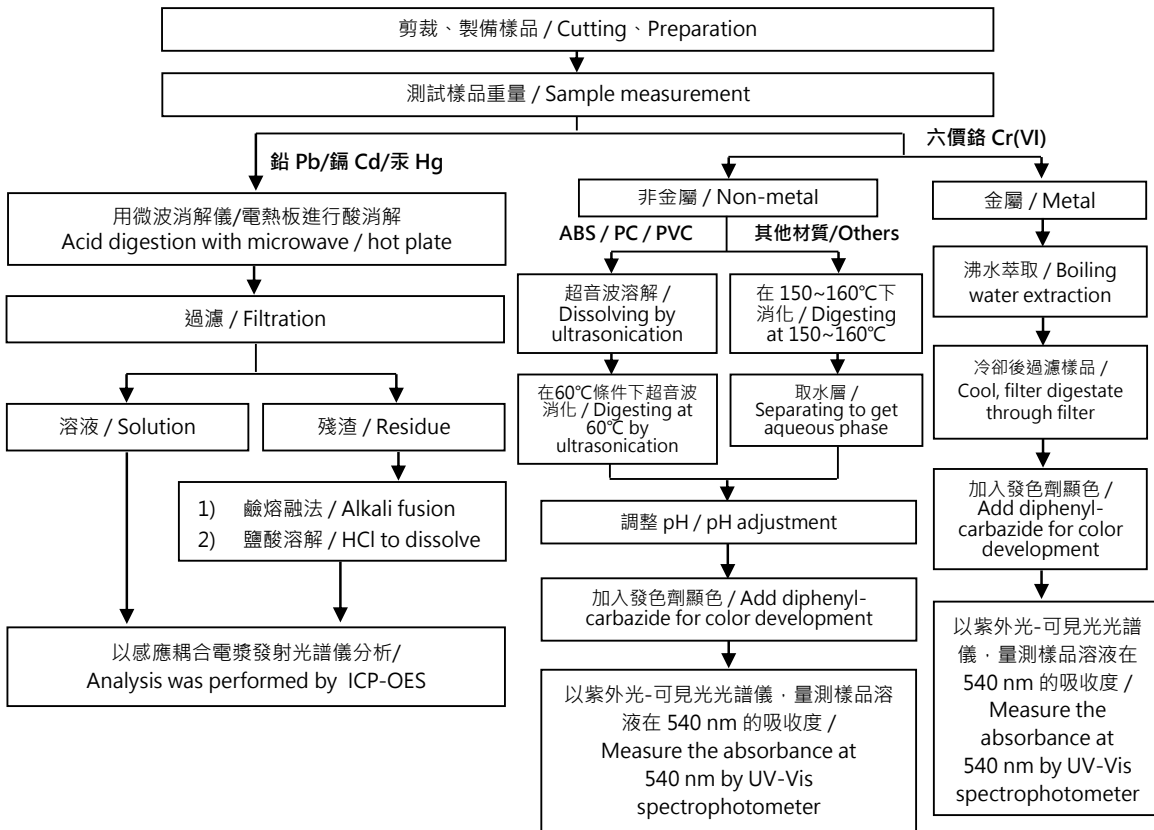 剪裁、製備樣品 / Cutting、Preparation
測試樣品重量 / Sample measurement
鉛 Pb/鎘 Cd/汞 Hg
六價鉻 Cr(VI)
用微波消解儀/電熱板進行酸消解
Acid digestion with microwave / hot plate
過濾 / Filtration
溶液 / Solution
殘渣 / Residue
1) 鹼熔融法 / Alkali fusion
2) 鹽酸溶解 / HCl to dissolve
以感應耦合電漿發射光譜儀分析/
Analysis was performed by ICP-OES
非金屬 / Non-metal
ABS / PC / PVC
其他材質/Others
超音波溶解 /
Dissolving by
ultrasonication
在60℃條件下超音波
消化 / Digesting at
60℃ by
ultrasonication
在 150~160℃下
消化 / Digesting
at 150~160℃
取水層 /
Separating to get
aqueous phase
調整 pH / pH adjustment
加入發色劑顯色 / Add diphenyl-
carbazide for color development
以紫外光-可見光光譜儀，量測樣品溶
液在 540 nm 的吸收度 /
Measure the absorbance at
540 nm by UV-Vis
spectrophotometer
金屬 / Metal
沸水萃取 / Boiling
water extraction
冷卻後過濾樣品 /
Cool, filter digestate
through filter
加入發色劑顯色 /
Add diphenyl-
carbazide for color
development
以紫外光-可見光光譜
儀，量測樣品溶液在
540 nm 的吸收度 /
Measure the
absorbance at
540 nm by UV-Vis
spectrophotometer